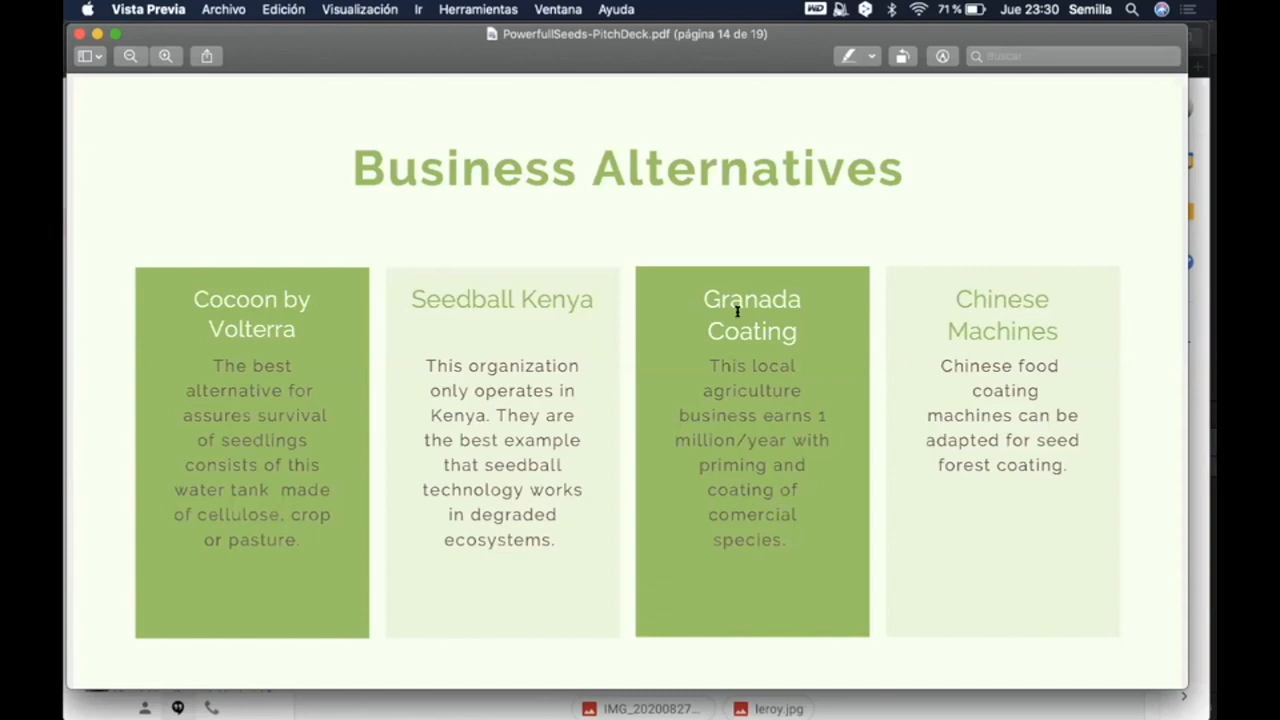 Vista Previa Archivo Edición Visualización Ir Herramientas Ventana Ayuda 71 % Jue 23:30 Semilla
PowerfullSeeds-PitchDeck.pdf (página 14 de 19)
Buscar
Business Alternatives
Cocoon by
Volterra
The best
alternative for
assures survival
of seedlings
consists of this
water tank made
of cellulose, crop
or pasture.
Seedball Kenya
This organization
only operates in
Kenya. They are
the best example
that seedball
technology works
in degraded
ecosystems.
Granada
Coating
This local
agriculture
business earns 1
million/year with
priming and
coating of
comercial
species.
Chinese
Machines
Chinese food
coating
machines can be
adapted for seed
forest coating.
IMG_20200827... leroy.jpg